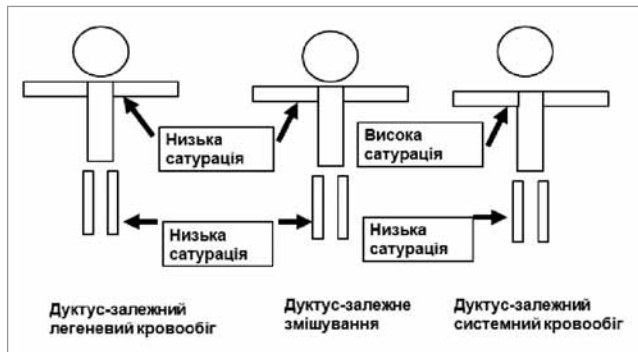 Низька
сатурація
Висока
сатурація
Низька
сатурація
Низька
сатурація
Дуктус-залежний
легеневий кровообіг
Дуктус-залежне
змішування
Дуктус-залежний
системний кровообіг